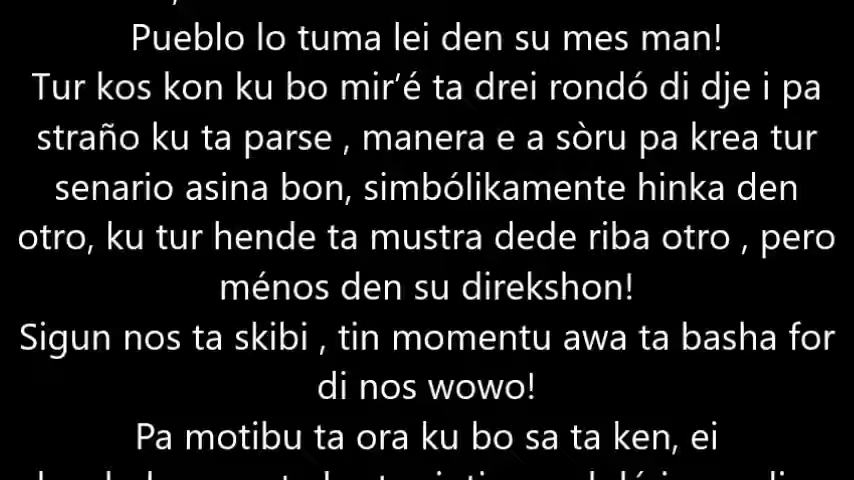 Pueblo lo tuma lei den su mes man!
Tur kos kon ku bo mir’é ta drei rondó di dje i pa
straño ku ta parse , manera e a sòru pa krea tur
senario asina bon, simbólikamente hinka den
otro, ku tur hende ta mustra dede riba otro , pero
ménos den su direkshon!
Sigun nos ta skibi , tin momentu awa ta basha for
di nos wowo!
Pa motibu ta ora ku bo sa ta ken, ei